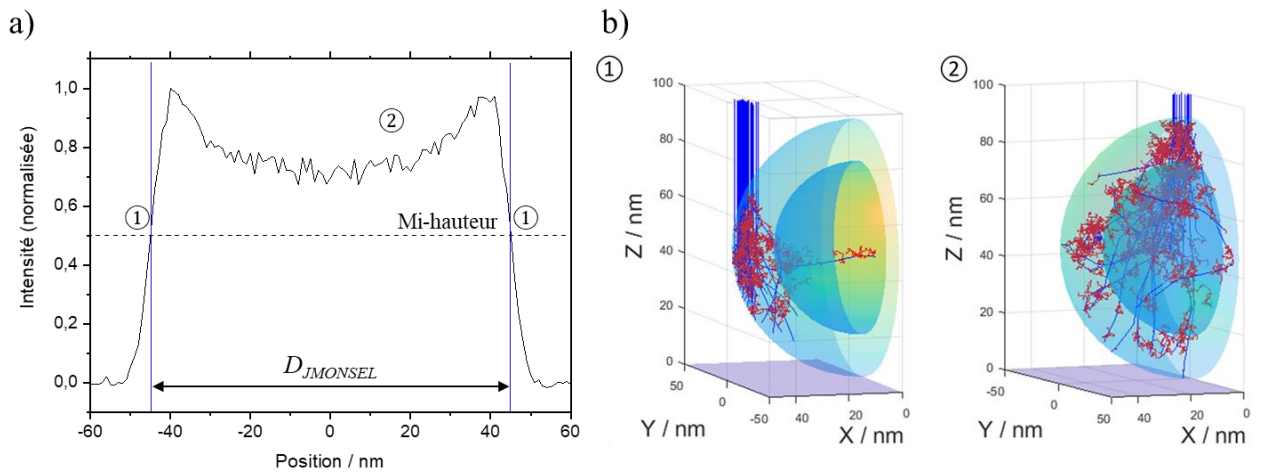 a)
Intensité (normalisée)
1,0
0,8
0,6
0,4
0,2
0,0
②
① Mi-hauteur ①
D_JMONSEL
-60 -40 -20 0 20 40 60
Position / nm
b)
①
Z / nm
100
80
60
40
20
0
50
0
-50
Y / nm
40
20
0
X / nm
②
Z / nm
100
80
60
40
20
0
50
0
-50
Y / nm
40
20
0
X / nm